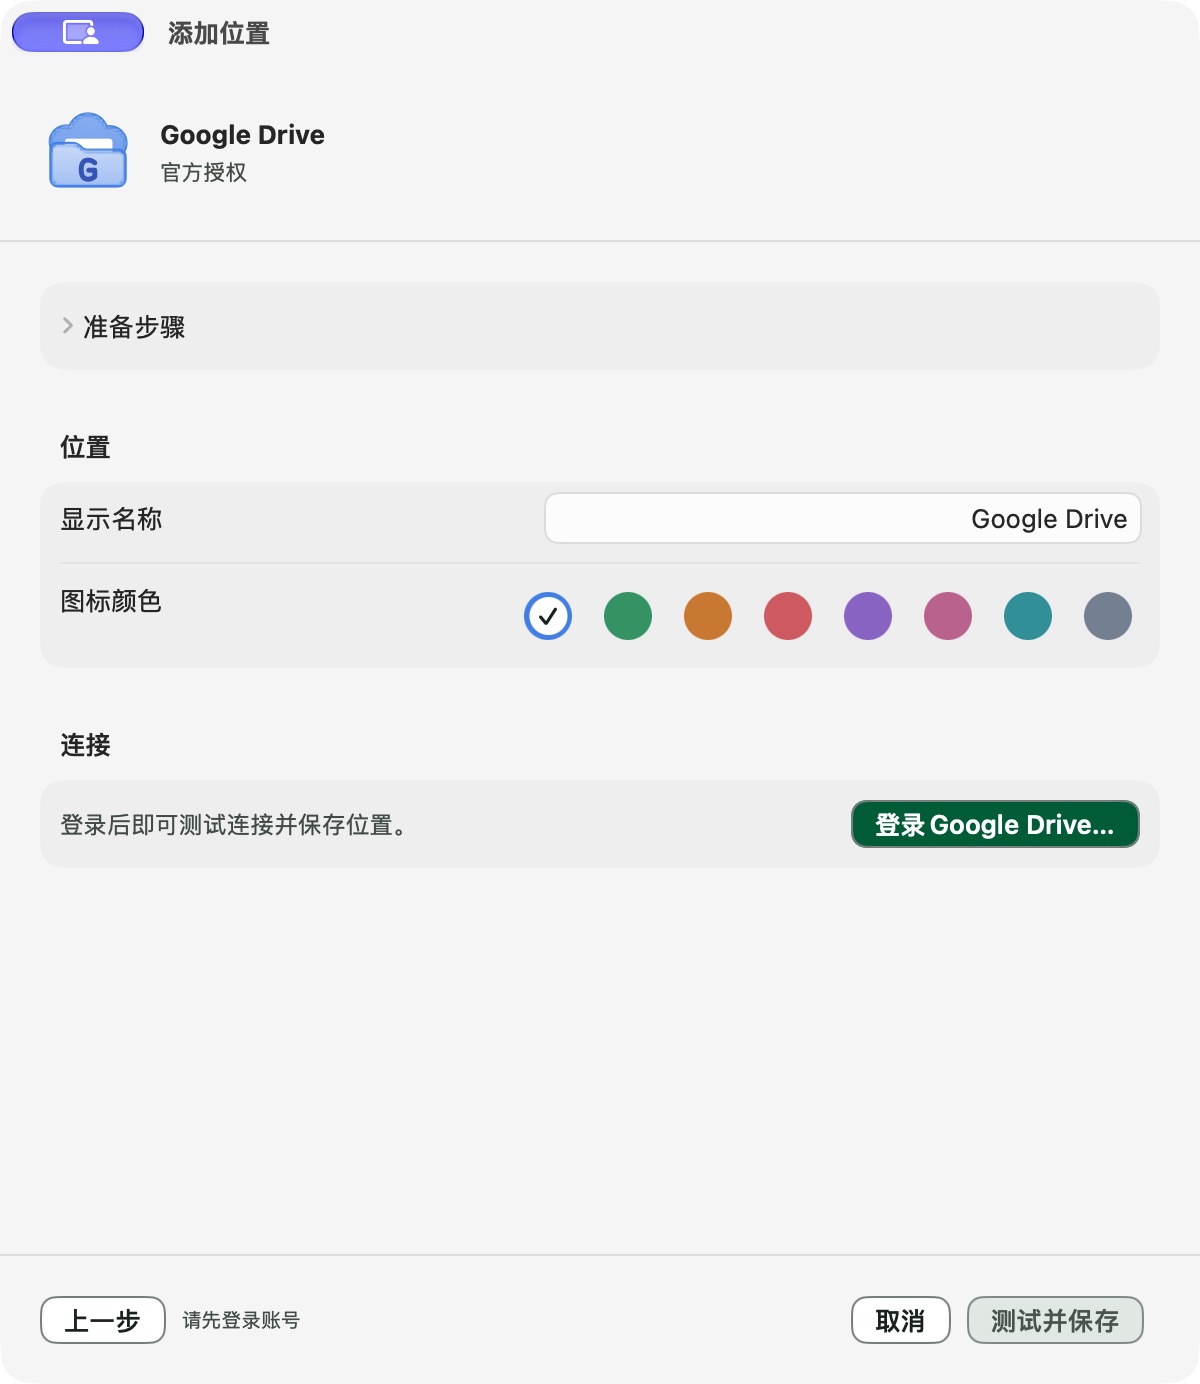 添加位置
Google Drive
官方授权
G
准备步骤
位置
显示名称
Google Drive
图标颜色
连接
登录后即可测试连接并保存位置。
登录 Google Drive...
上一步
请先登录账号
取消
测试并保存